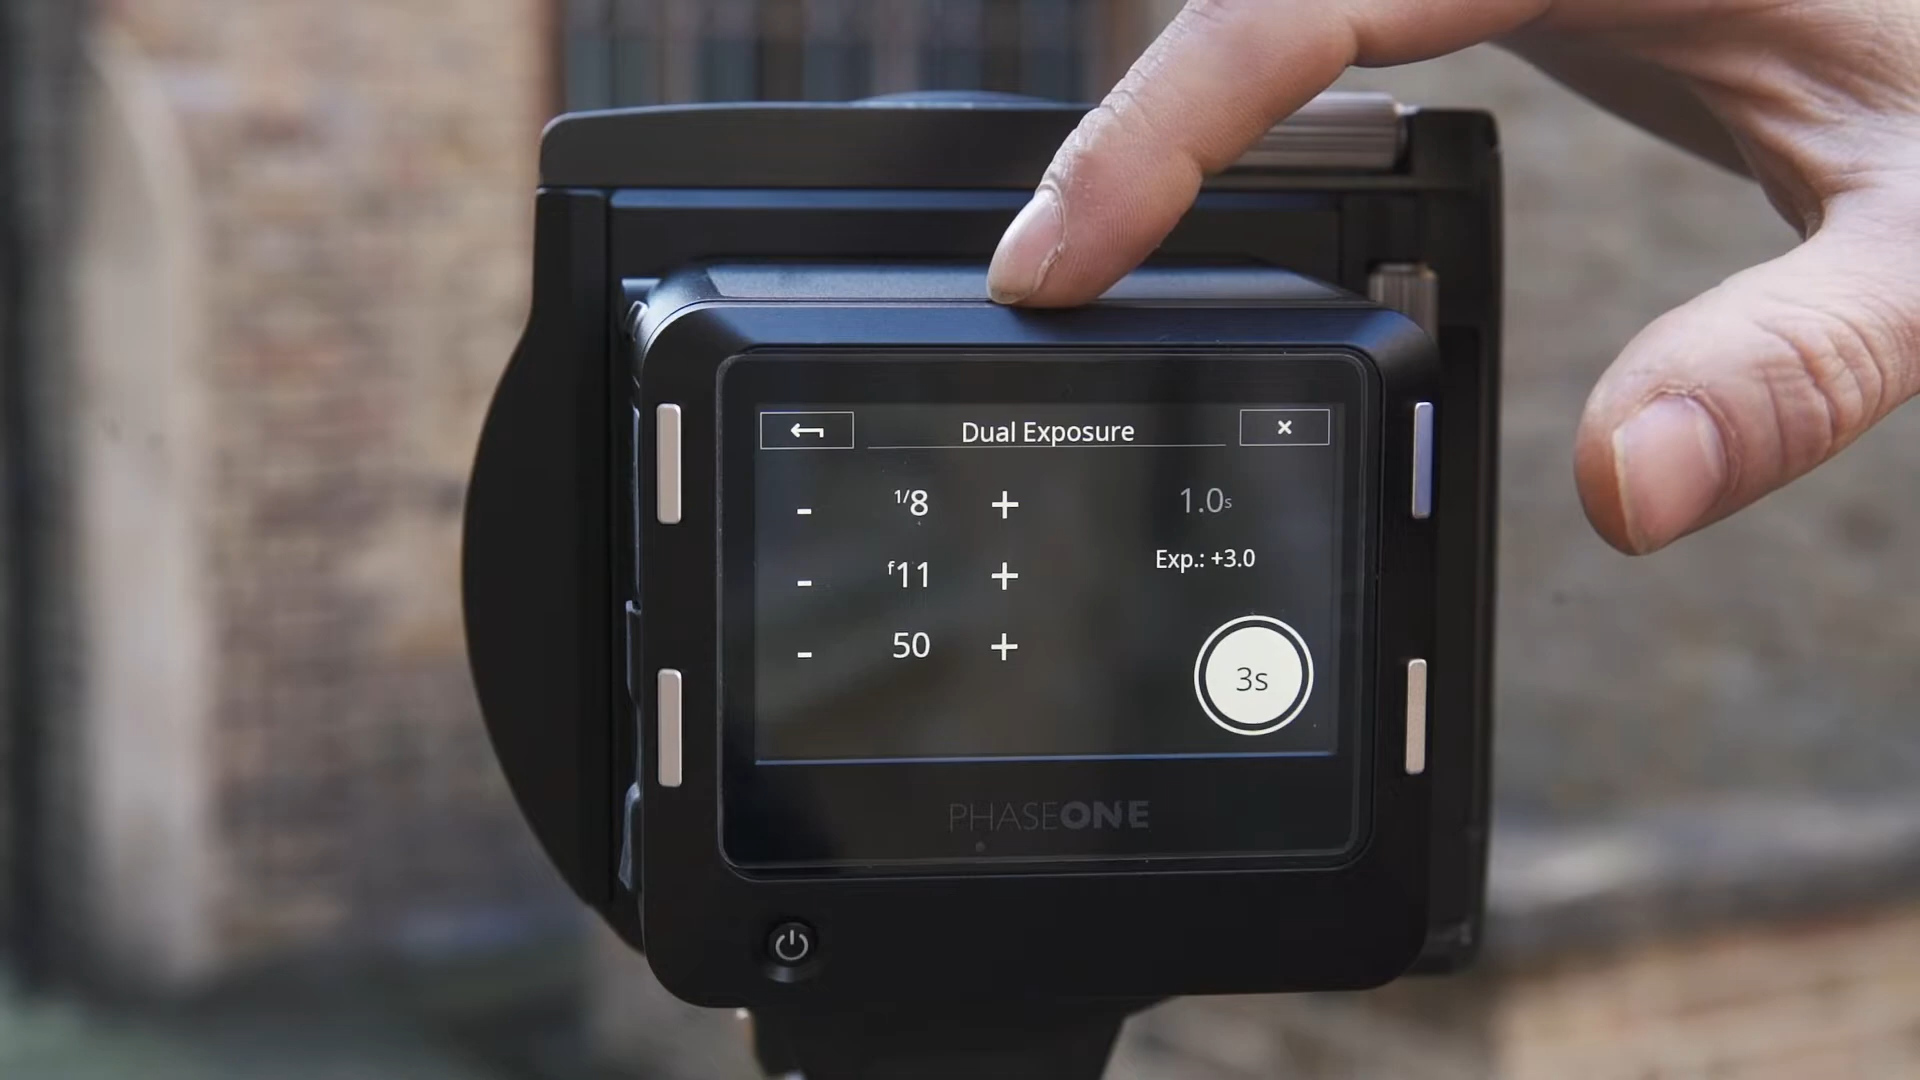 Dual Exposure
- 1/8 + 1.0s
Exp.: +3.0
- f11 +
- 50 +
3s
PHASEONE